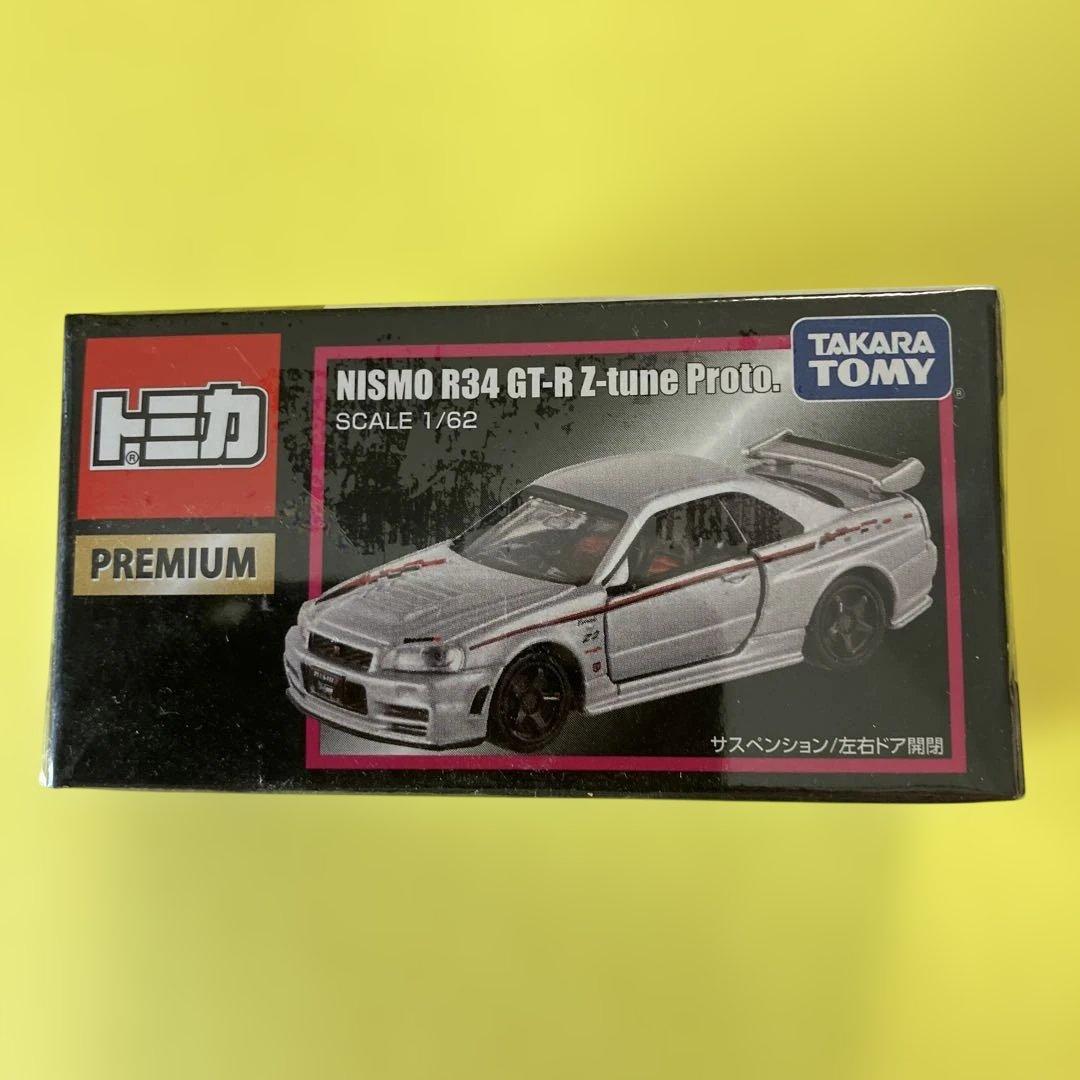 トミカ
®
PREMIUM
NISMO R34 GT-R Z-tune Proto.
SCALE 1/62
TAKARA
TOMY
®
サスペンション/左右ドア開閉